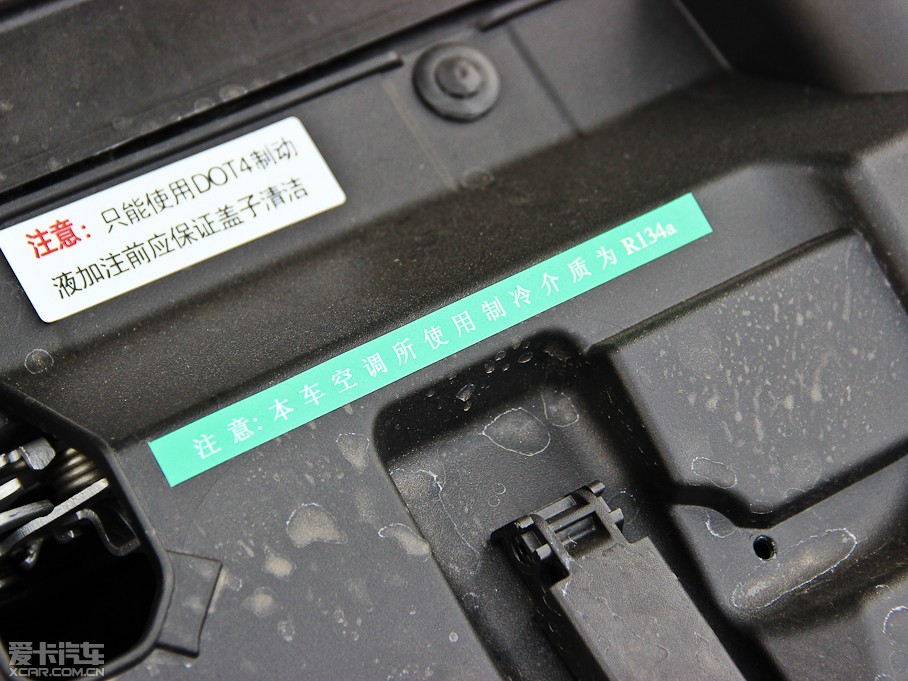 注意：只能使用DOT4制动
液加注前应保证盖子清洁
注意:本车空调所使用制冷介质为R134a
爱卡汽车
XCAR.COM.CN